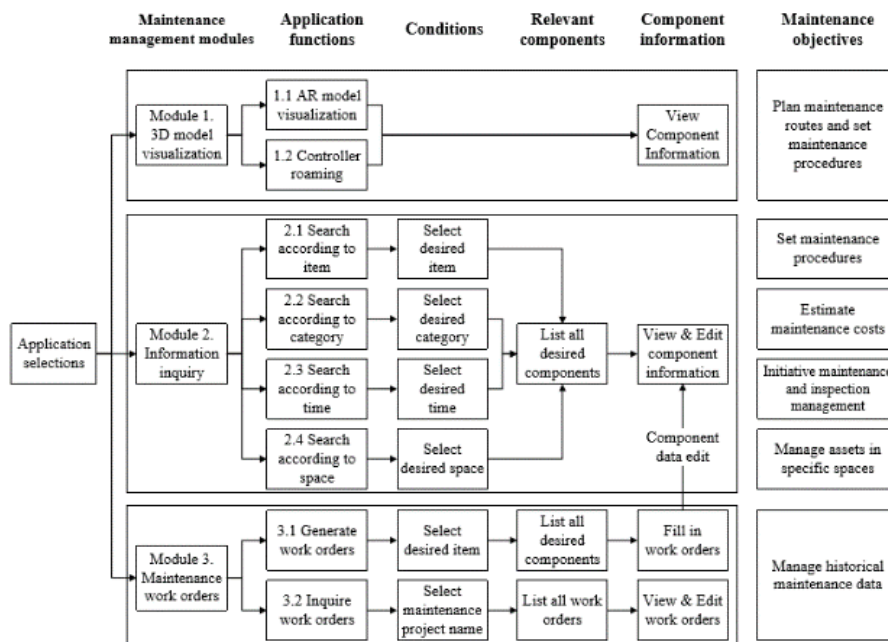 Maintenance
management modules
Application
functions
Conditions
Relevant
components
Component
information
Maintenance
objectives
Application
selections
Module 1.
3D model
visualization
1.1 AR model
visualization
1.2 Controller
roaming
View
Component
Information
Plan maintenance
routes and set
maintenance
procedures
Module 2.
Information
inquiry
2.1 Search
according to
item
Select
desired
item
2.2 Search
according to
category
Select
desired
category
2.3 Search
according to
time
Select
desired
time
2.4 Search
according to
space
Select
desired space
List all
desired
components
View & Edit
component
information
Component
data edit
Set maintenance
procedures
Estimate
maintenance costs
Initiative maintenance
and inspection
management
Manage assets in
specific spaces
Module 3.
Maintenance
work orders
3.1 Generate
work orders
Select
desired item
List all
desired
components
Fill in
work orders
3.2 Inquire
work orders
Select
maintenance
project name
List all work
orders
View & Edit
work orders
Manage historical
maintenance data